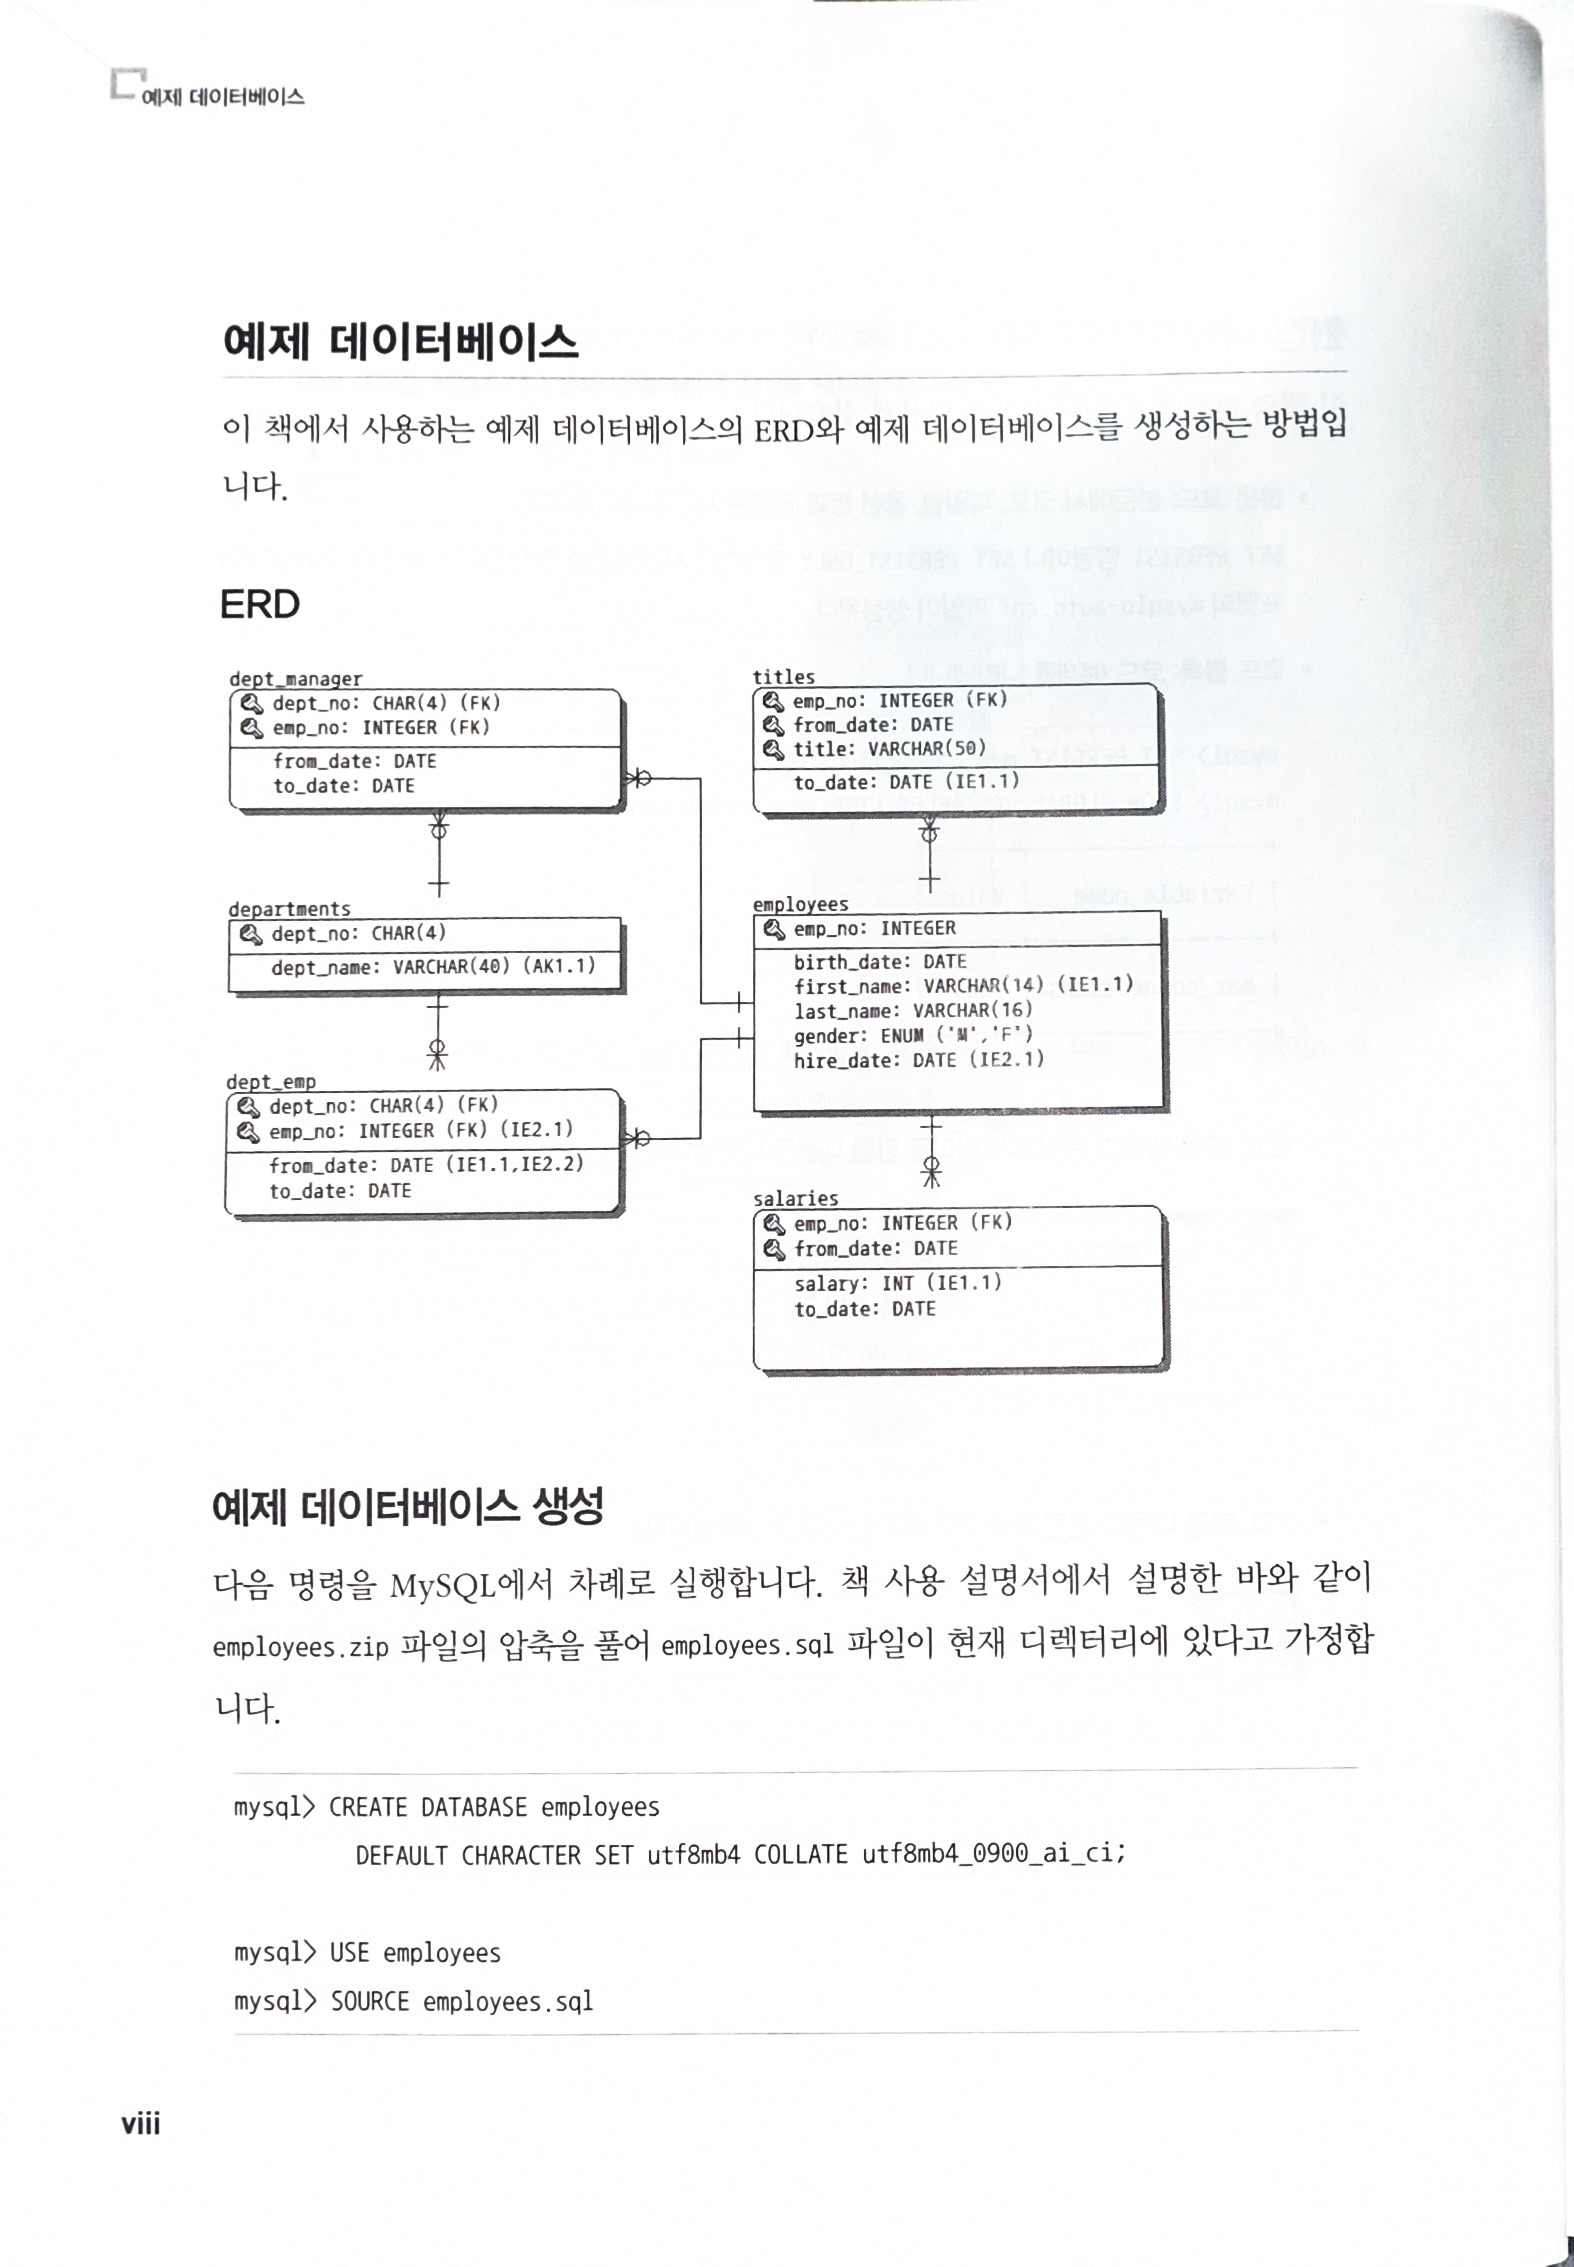 예제 데이터베이스
예제 데이터베이스
이 책에서 사용하는 예제 데이터베이스의 ERD와 예제 데이터베이스를 생성하는 방법입
니다.
ERD
dept_manager
dept_no: CHAR(4) (FK)
emp_no: INTEGER (FK)
from_date: DATE
to_date: DATE
titles
emp_no: INTEGER (FK)
from_date: DATE
title: VARCHAR(50)
to_date: DATE (IE1.1)
departments
dept_no: CHAR(4)
dept_name: VARCHAR(40) (AK1.1)
employees
emp_no: INTEGER
birth_date: DATE
first_name: VARCHAR(14) (IE1.1)
last_name: VARCHAR(16)
gender: ENUM ('M','F')
hire_date: DATE (IE2.1)
dept_emp
dept_no: CHAR(4) (FK)
emp_no: INTEGER (FK) (IE2.1)
from_date: DATE (IE1.1,IE2.2)
to_date: DATE
salaries
emp_no: INTEGER (FK)
from_date: DATE
salary: INT (IE1.1)
to_date: DATE
예제 데이터베이스 생성
다음 명령을 MySQL에서 차례로 실행합니다. 책 사용 설명서에서 설명한 바와 같이
employees.zip 파일의 압축을 풀어 employees.sql 파일이 현재 디렉터리에 있다고 가정합
니다.
mysql> CREATE DATABASE employees
DEFAULT CHARACTER SET utf8mb4 COLLATE utf8mb4_0900_ai_ci;
mysql> USE employees
mysql> SOURCE employees.sql
viii